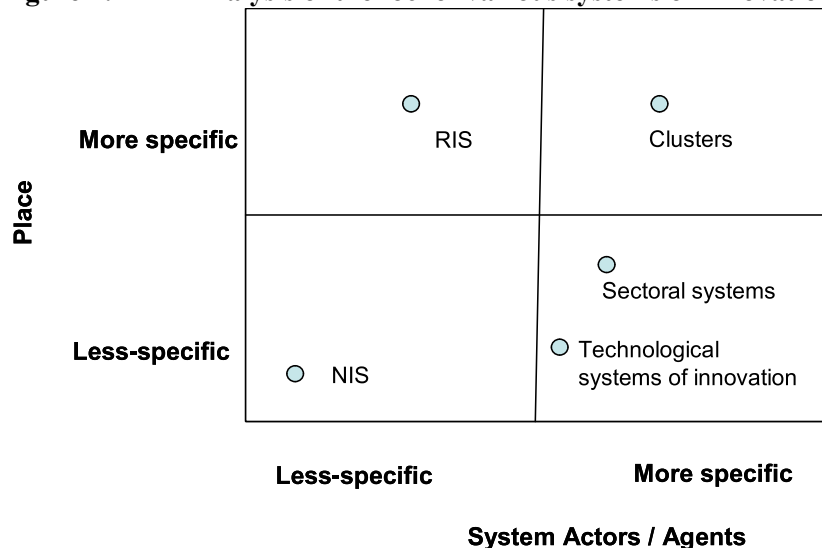 More specific
RIS
Clusters
Place
Sectoral systems
Less-specific
NIS
Technological
systems of innovation
Less-specific
More specific
System Actors / Agents